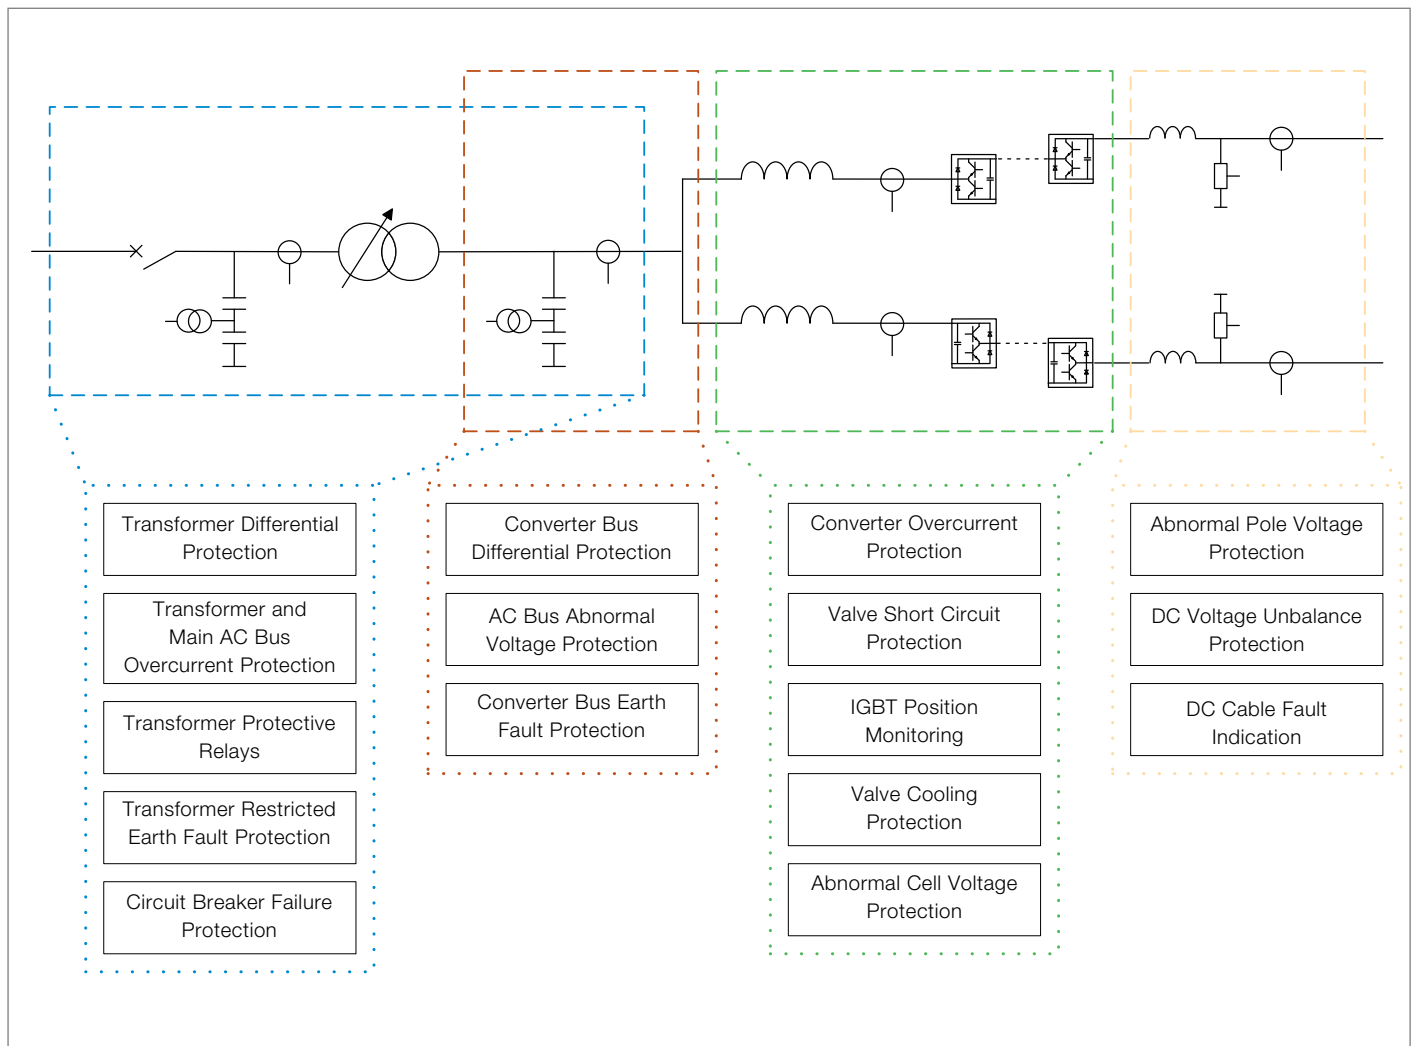 Transformer Differential
Protection
Transformer and
Main AC Bus
Overcurrent Protection
Transformer Protective
Relays
Transformer Restricted
Earth Fault Protection
Circuit Breaker Failure
Protection
Converter Bus
Differential Protection
AC Bus Abnormal
Voltage Protection
Converter Bus Earth
Fault Protection
Converter Overcurrent
Protection
Valve Short Circuit
Protection
IGBT Position
Monitoring
Valve Cooling
Protection
Abnormal Cell Voltage
Protection
Abnormal Pole Voltage
Protection
DC Voltage Unbalance
Protection
DC Cable Fault
Indication